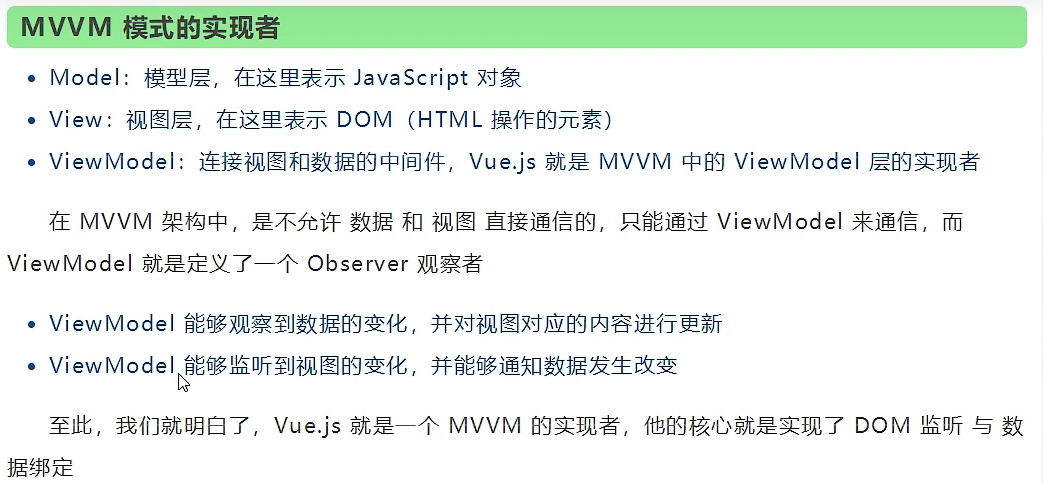 MVVM 模式的实现者
• Model：模型层，在这里表示 JavaScript 对象
• View：视图层，在这里表示 DOM（HTML 操作的元素）
• ViewModel：连接视图和数据的中间件，Vue.js 就是 MVVM 中的 ViewModel 层的实现者
在 MVVM 架构中，是不允许 数据 和 视图 直接通信的，只能通过 ViewModel 来通信，而
ViewModel 就是定义了一个 Observer 观察者
• ViewModel 能够观察到数据的变化，并对视图对应的内容进行更新
• ViewModel 能够监听到视图的变化，并能够通知数据发生改变
至此，我们就明白了，Vue.js 就是一个 MVVM 的实现者，他的核心就是实现了 DOM 监听 与 数
据绑定